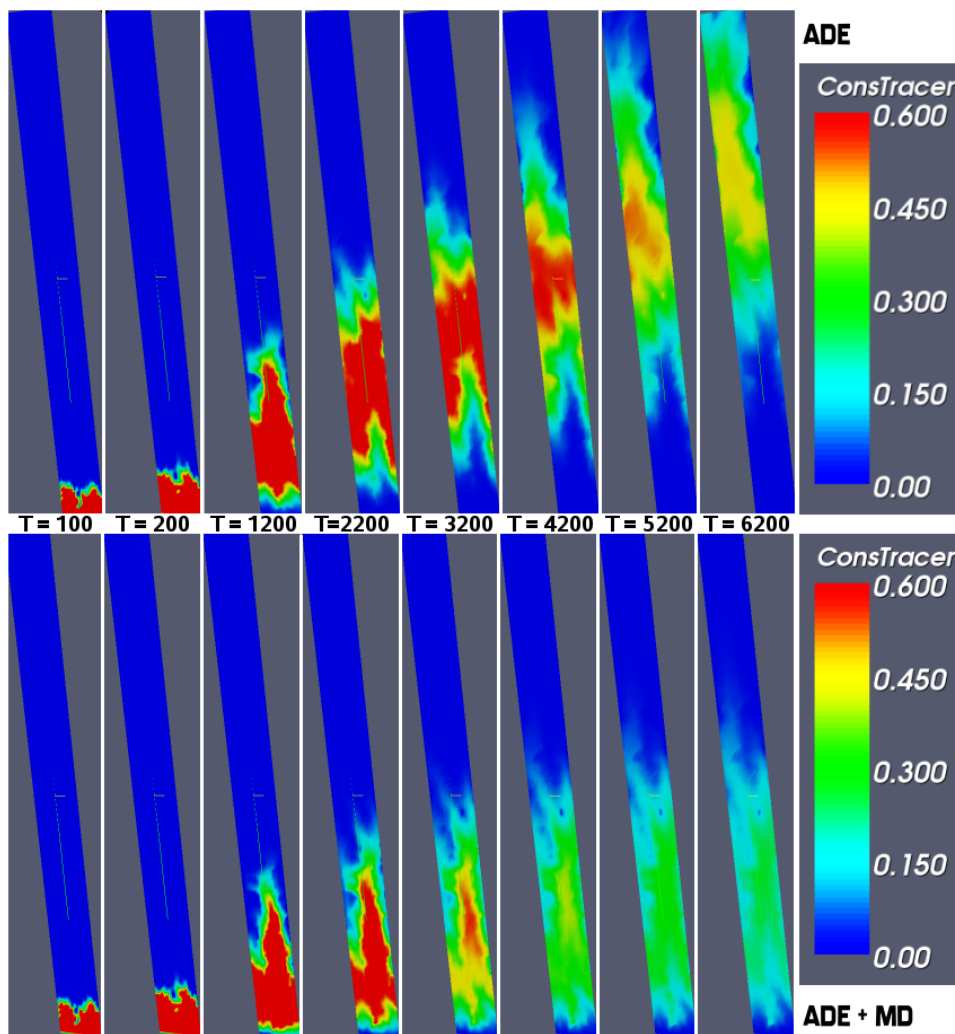 ADE
ConsTracer
0.600
0.450
0.300
0.150
0.00
T = 100 T = 200 T = 1200 T=2200 T = 3200 T = 4200 T = 5200 T = 6200
ConsTracer
0.600
0.450
0.300
0.150
0.00
ADE + MD